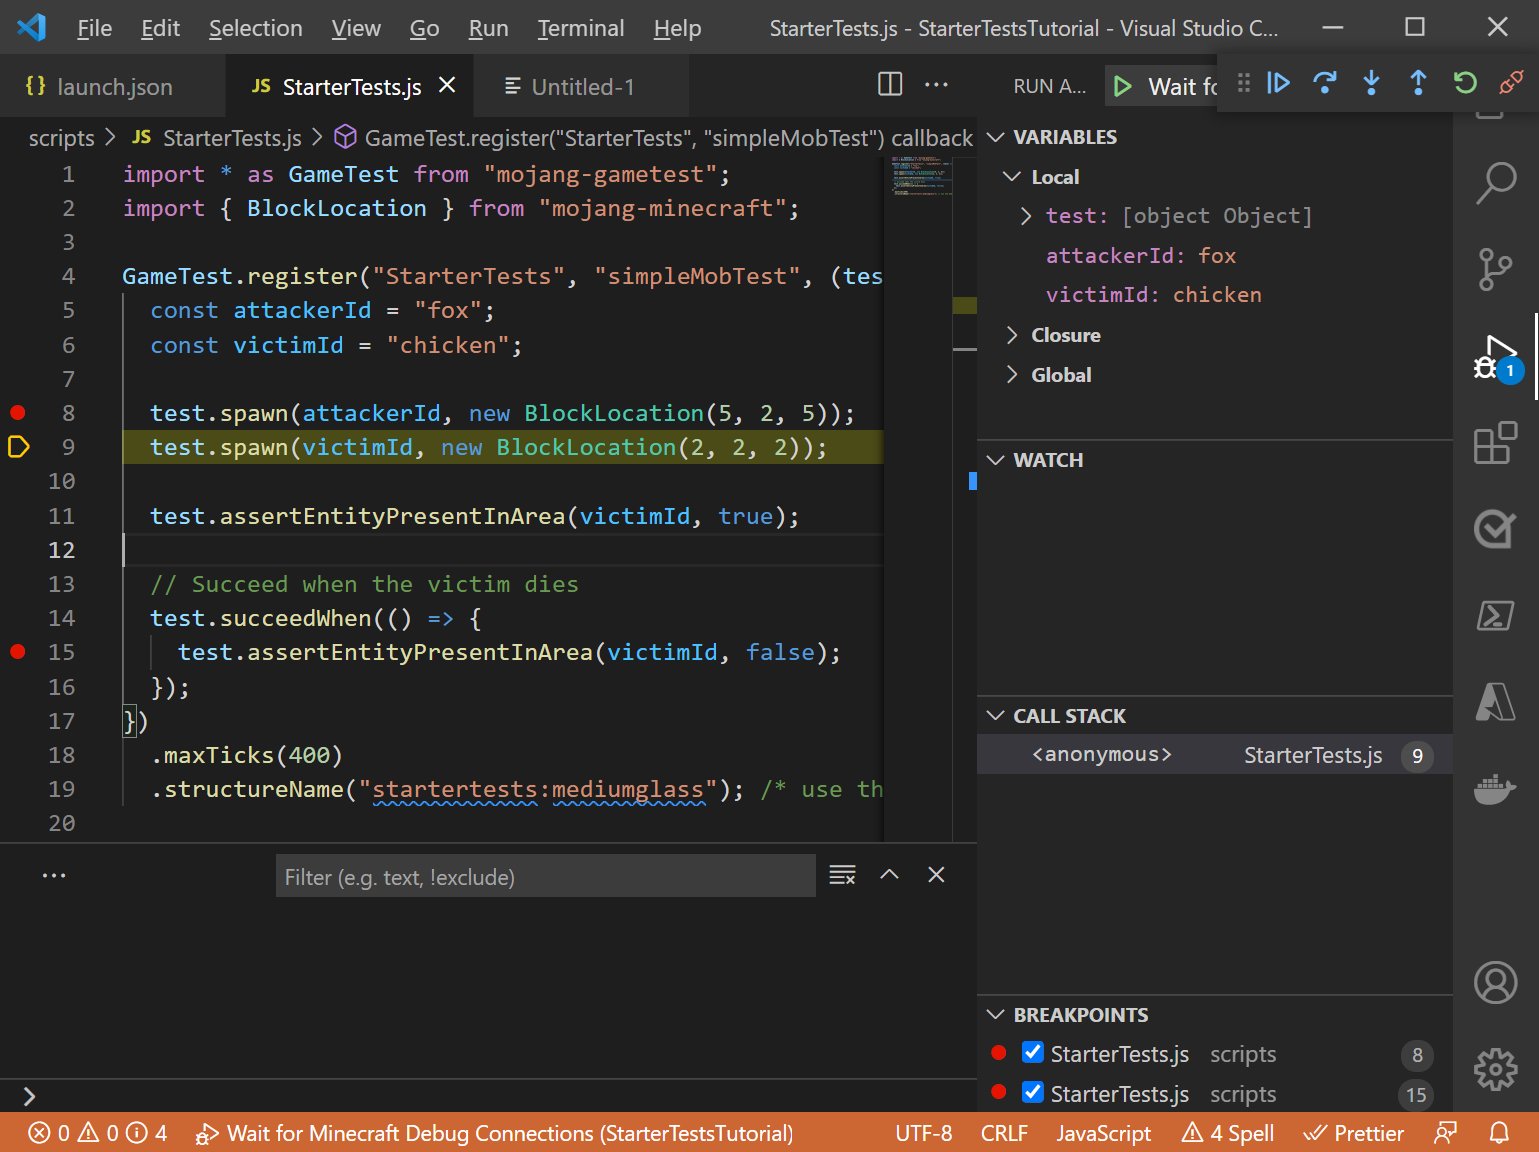 File Edit Selection View Go Run Terminal Help StarterTests.js - StarterTestsTutorial - Visual Studio C...
{} launch.json JS StarterTests.js Untitled-1 RUN A... Wait fo
scripts > JS StarterTests.js > GameTest.register("StarterTests", "simpleMobTest") callback
1 import * as GameTest from "mojang-gametest";
2 import { BlockLocation } from "mojang-minecraft";
3
4 GameTest.register("StarterTests", "simpleMobTest", (tes
5 const attackerId = "fox";
6 const victimId = "chicken";
7
8 test.spawn(attackerId, new BlockLocation(5, 2, 5));
9 test.spawn(victimId, new BlockLocation(2, 2, 2));
10
11 test.assertEntityPresentInArea(victimId, true);
12
13 // Succeed when the victim dies
14 test.succeedWhen(() => {
15 test.assertEntityPresentInArea(victimId, false);
16 });
17 })
18 .maxTicks(400)
19 .structureName("startertests:mediumglass"); /* use th
20
Filter (e.g. text, !exclude)
VARIABLES
Local
test: [object Object]
attackerId: fox
victimId: chicken
Closure
Global
WATCH
CALL STACK
<anonymous> StarterTests.js 9
BREAKPOINTS
StarterTests.js scripts 8
StarterTests.js scripts 15
1
0 0 4 Wait for Minecraft Debug Connections (StarterTestsTutorial) UTF-8 CRLF JavaScript 4 Spell Prettier